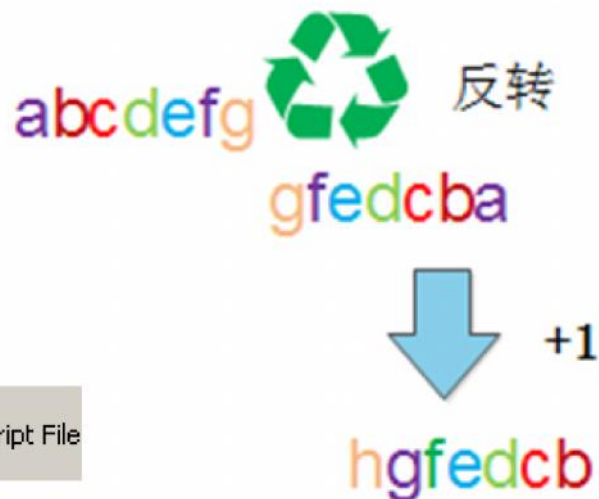 abcdefg 反转
gfedcba
+1
ript File
hgfedcb